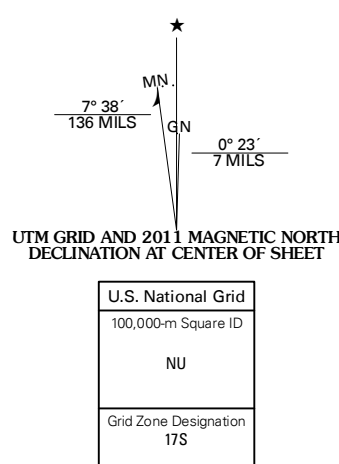 ★
MN
GN
7° 38´
136 MILS
0° 23´
7 MILS
UTM GRID AND 2011 MAGNETIC NORTH
DECLINATION AT CENTER OF SHEET
U.S. National Grid
100,000-m Square ID
NU
Grid Zone Designation
17S